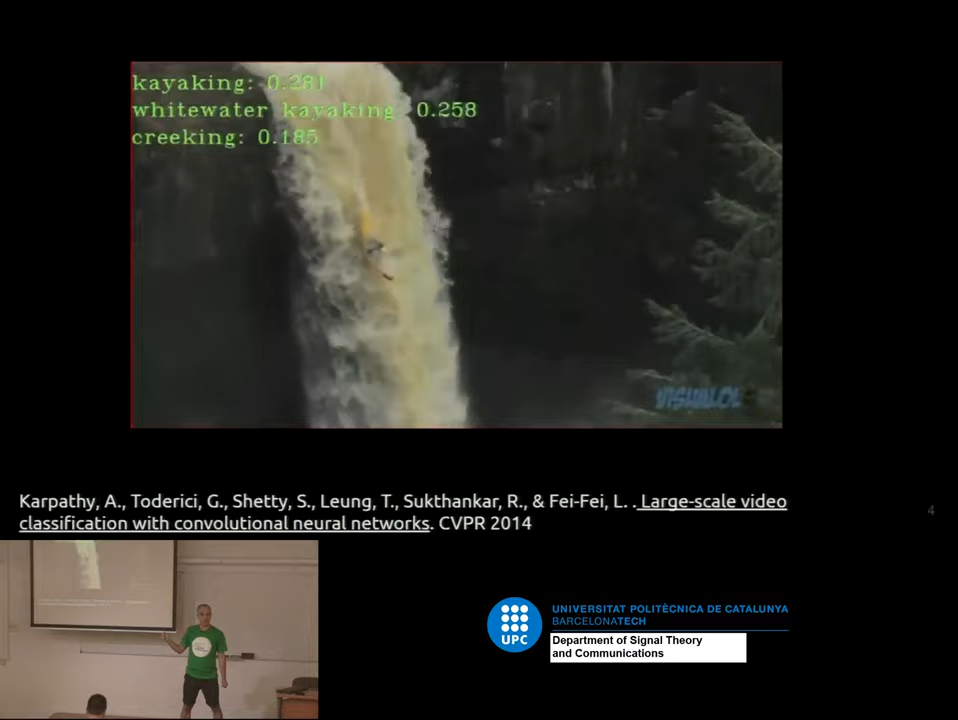 kayaking: 0.281
whitewater kayaking: 0.258
creeking: 0.185
Karpathy, A., Toderici, G., Shetty, S., Leung, T., Sukthankar, R., & Fei-Fei, L. . Large-scale video
classification with convolutional neural networks. CVPR 2014
4
UPC
UNIVERSITAT POLITÈCNICA DE CATALUNYA
BARCELONATECH
Department of Signal Theory
and Communications